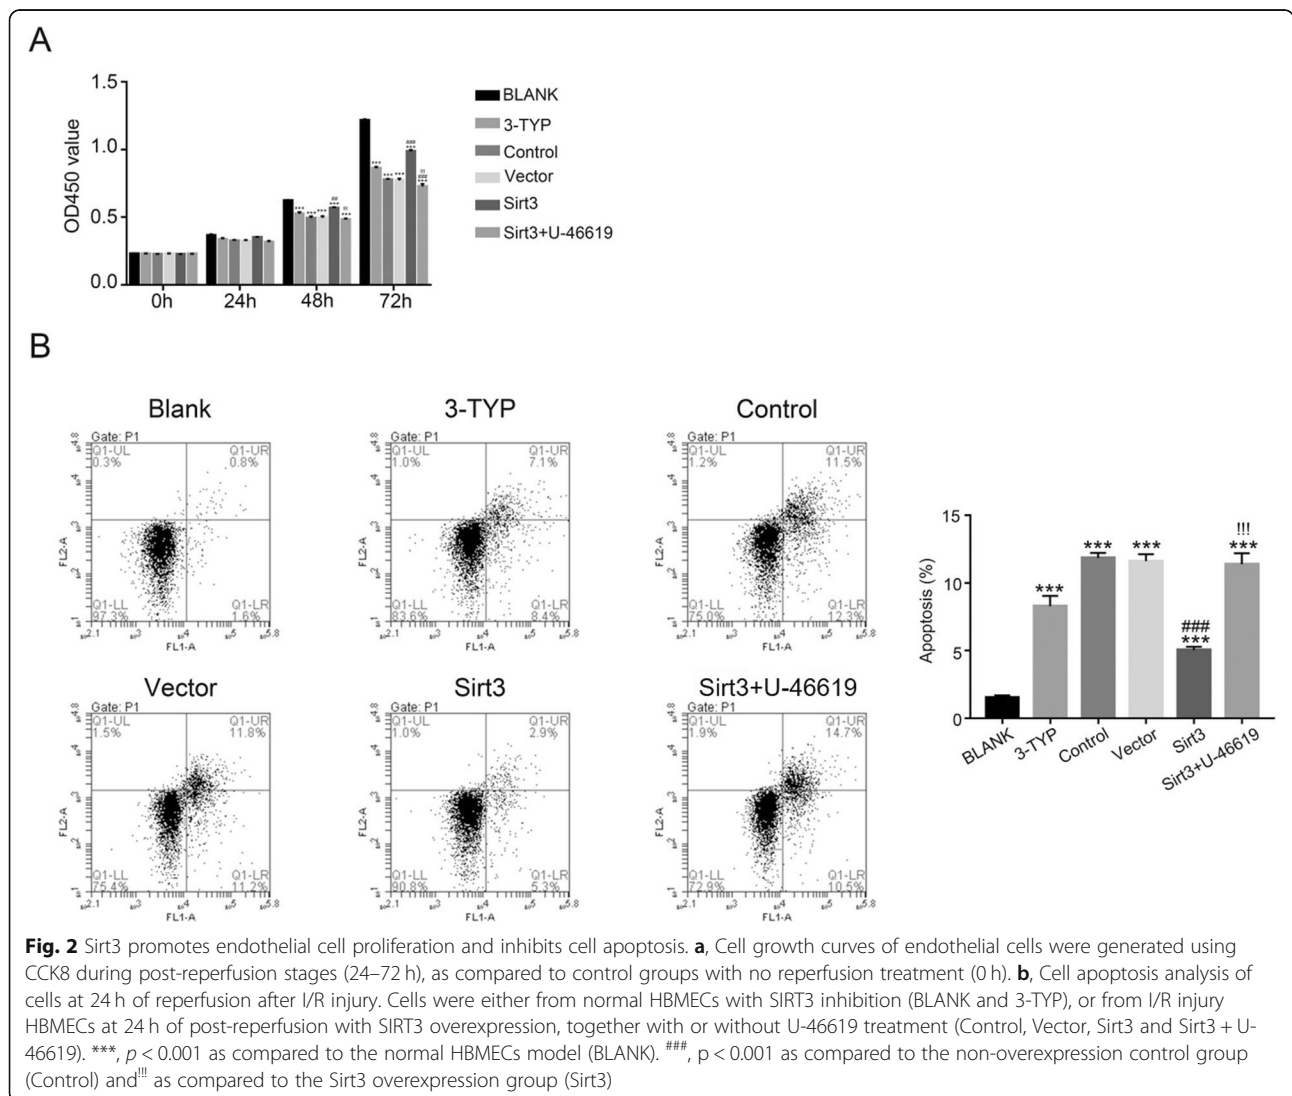 A
1.5
1.0
0.5
0.0
OD450 value
0h 24h 48h 72h
*** *** *** ## *** !! ***
*** *** *** ### *** !!! ### ***
BLANK
3-TYP
Control
Vector
Sirt3
Sirt3+U-46619
B
Blank
Gate: P1
Q1-UL Q1-UR
0.3% 0.8%
Q1-LL Q1-LR
97.3% 1.6%
FL2-A
FL1-A
3-TYP
Gate: P1
Q1-UL Q1-UR
1.0% 7.1%
Q1-LL Q1-LR
83.6% 8.4%
FL2-A
FL1-A
Control
Gate: P1
Q1-UL Q1-UR
1.2% 11.5%
Q1-LL Q1-LR
75.0% 12.3%
FL2-A
FL1-A
Vector
Gate: P1
Q1-UL Q1-UR
1.5% 11.8%
Q1-LL Q1-LR
75.4% 11.2%
FL2-A
FL1-A
Sirt3
Gate: P1
Q1-UL Q1-UR
1.0% 2.9%
Q1-LL Q1-LR
90.8% 5.3%
FL2-A
FL1-A
Sirt3+U-46619
Gate: P1
Q1-UL Q1-UR
1.9% 14.7%
Q1-LL Q1-LR
72.9% 10.5%
FL2-A
FL1-A
15
10
5
0
Apoptosis (%)
*** *** *** ### *** !!! ***
BLANK 3-TYP Control Vector Sirt3 Sirt3+U-46619
Fig. 2 Sirt3 promotes endothelial cell proliferation and inhibits cell apoptosis. a, Cell growth curves of endothelial cells were generated using
CCK8 during post-reperfusion stages (24–72 h), as compared to control groups with no reperfusion treatment (0 h). b, Cell apoptosis analysis of
cells at 24 h of reperfusion after I/R injury. Cells were either from normal HBMECs with SIRT3 inhibition (BLANK and 3-TYP), or from I/R injury
HBMECs at 24 h of post-reperfusion with SIRT3 overexpression, together with or without U-46619 treatment (Control, Vector, Sirt3 and Sirt3 + U-
46619). ***, p < 0.001 as compared to the normal HBMECs model (BLANK). ###, p < 0.001 as compared to the non-overexpression control group
(Control) and!!! as compared to the Sirt3 overexpression group (Sirt3)